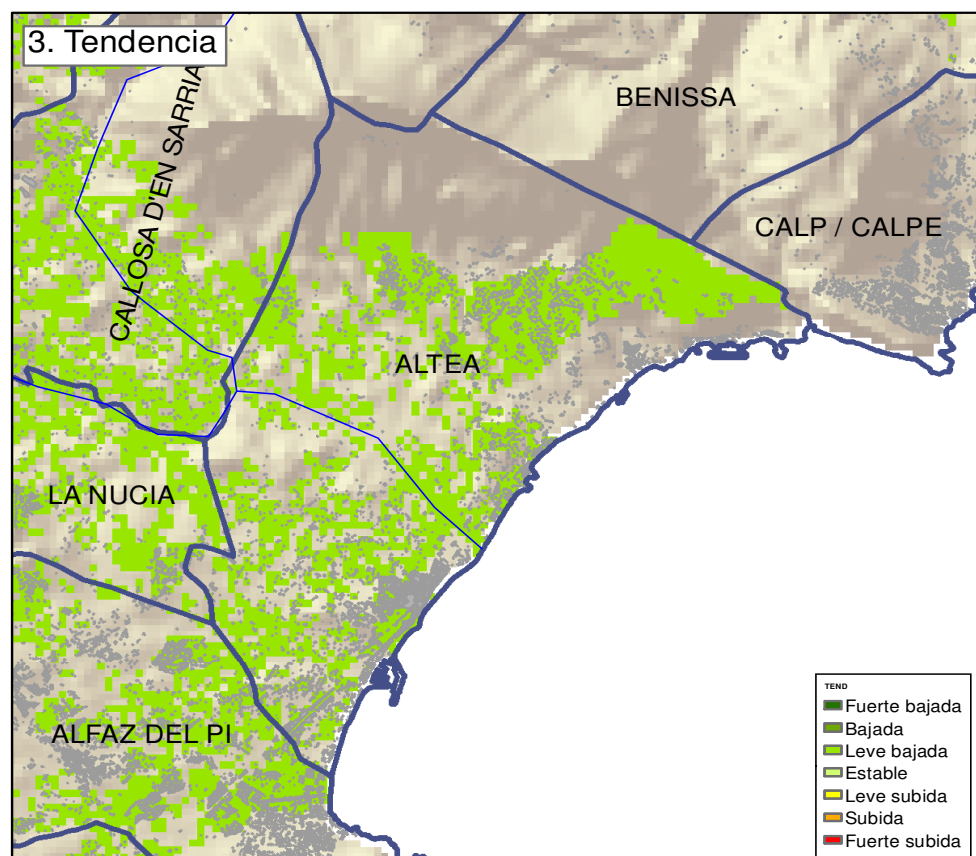 3. Tendencia
BENISSA
CALLOSA D'EN SARRIA
CALP / CALPE
ALTEA
LA NUCIA
ALFAZ DEL PI
TEND
Fuerte bajada
Bajada
Leve bajada
Estable
Leve subida
Subida
Fuerte subida